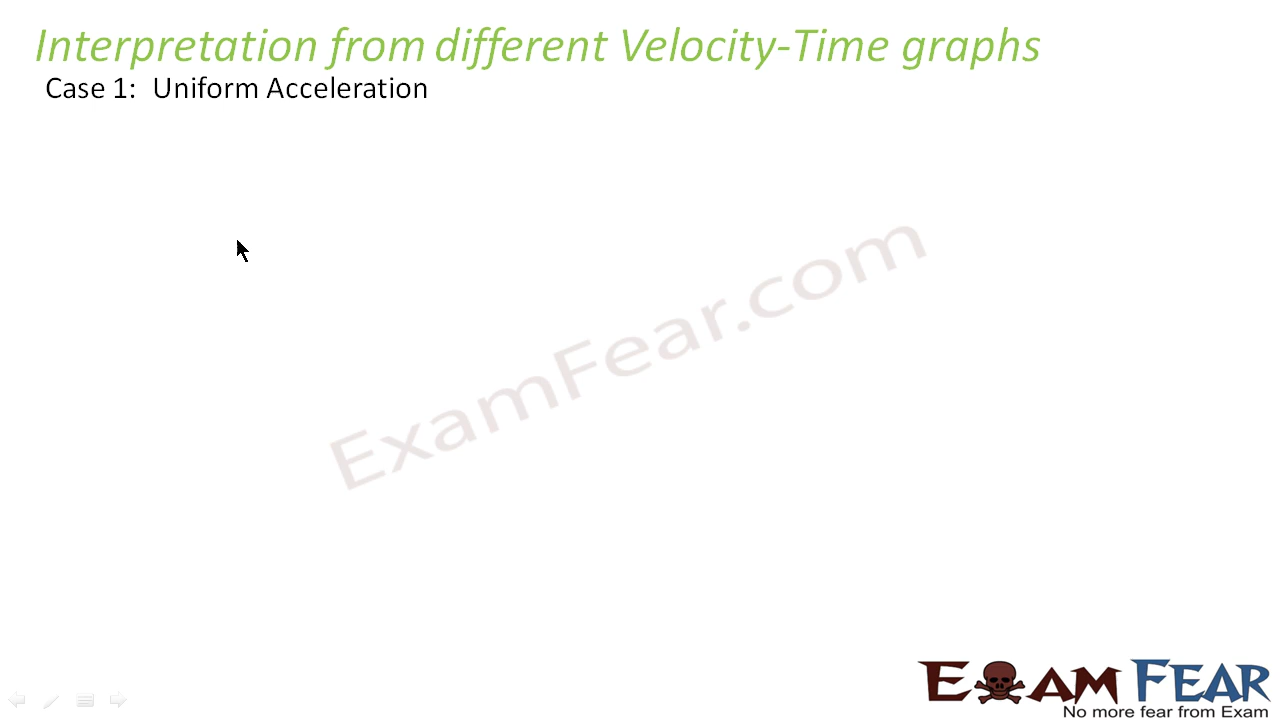 Interpretation from different Velocity-Time graphs
Case 1: Uniform Acceleration
ExamFear.com
EXAM FEAR
No more fear from Exam